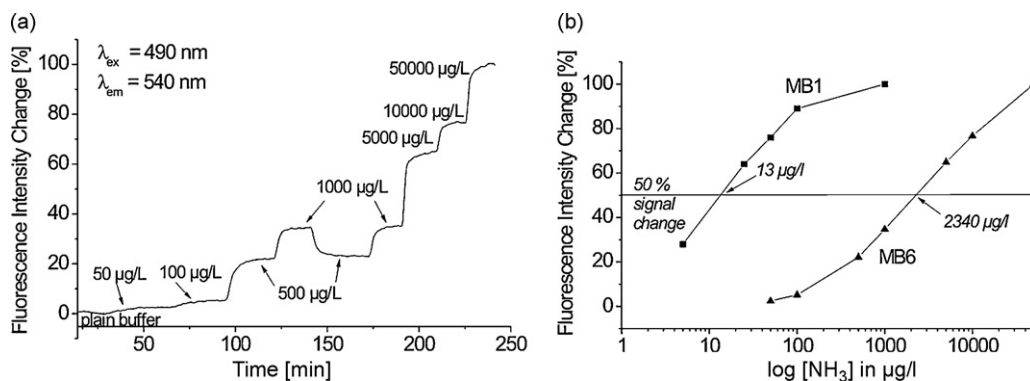 (a)
Fluorescence Intensity Change [%]
100
80
60
40
20
0
λex = 490 nm
λem = 540 nm
50000 µg/L
10000 µg/L
5000 µg/L
1000 µg/L
50 µg/L
100 µg/L
500 µg/L
plain buffer
50
100
150
200
250
Time [min]
(b)
Fluorescence Intensity Change [%]
100
80
60
40
20
0
MB1
13 µg/l
50 %
signal
change
2340 µg/l
MB6
1
10
100
1000
10000
log [NH₃] in µg/l